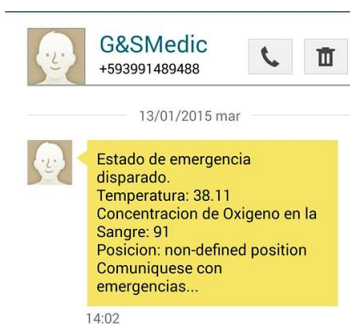 G&SMedic
+593991489488
13/01/2015 mar
Estado de emergencia
disparado.
Temperatura: 38.11
Concentracion de Oxigeno en la
Sangre: 91
Posicion: non-defined position
Comuniquese con
emergencias...
14:02